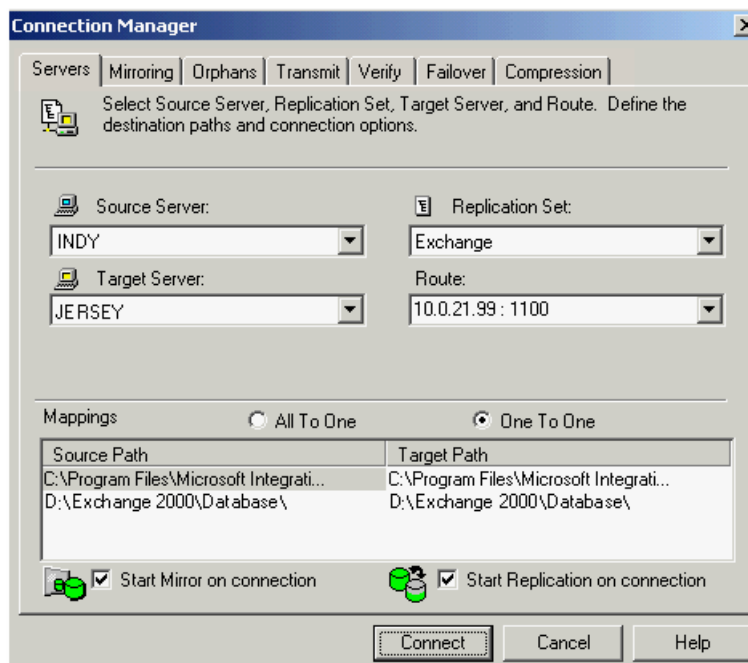 Connection Manager
Servers Mirroring Orphans Transmit Verify Failover Compression
Select Source Server, Replication Set, Target Server, and Route. Define the
destination paths and connection options.
Source Server: Replication Set:
INDY Exchange
Target Server: Route:
JERSEY 10.0.21.99 : 1100
Mappings All To One One To One
Source Path Target Path
C:\Program Files\Microsoft Integrati... C:\Program Files\Microsoft Integrati...
D:\Exchange 2000\Database\ D:\Exchange 2000\Database\
Start Mirror on connection Start Replication on connection
Connect Cancel Help